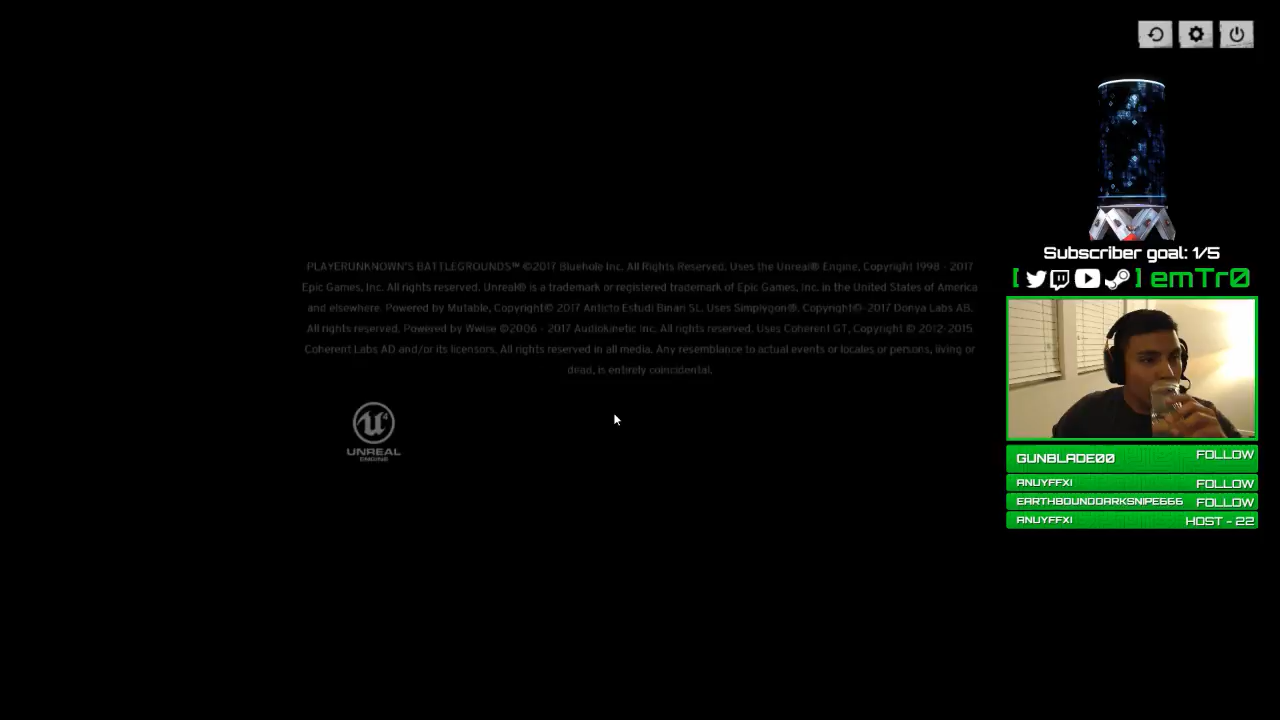 Subscriber goal: 1/5
[ ] emTr0
PLAYERUNKNOWN'S BATTLEGROUNDS™ ©2017 Bluehole Inc. All Rights Reserved. Uses the Unreal® Engine, Copyright 1998 - 2017
Epic Games, Inc. All rights reserved. Unreal® is a trademark or registered trademark of Epic Games, Inc. in the United States of America
and elsewhere. Powered by Mutable, Copyright© 2017 Anticto Estudi Binari SL. Uses Simplygon®, Copyright© 2017 Donya Labs AB.
All rights reserved. Powered by Wwise ©2006 - 2017 Audiokinetic Inc. All rights reserved. Uses Coherent GT, Copyright © 2012-2015
Coherent Labs AD and/or its licensors. All rights reserved in all media. Any resemblance to actual events or locales or persons, living or
dead, is entirely coincidental.
UNREAL
ENGINE
GUNBLADE00 FOLLOW
ANUYFFXI FOLLOW
EARTHBOUNDDARKSNIPE666 FOLLOW
ANUYFFXI HOST - 22